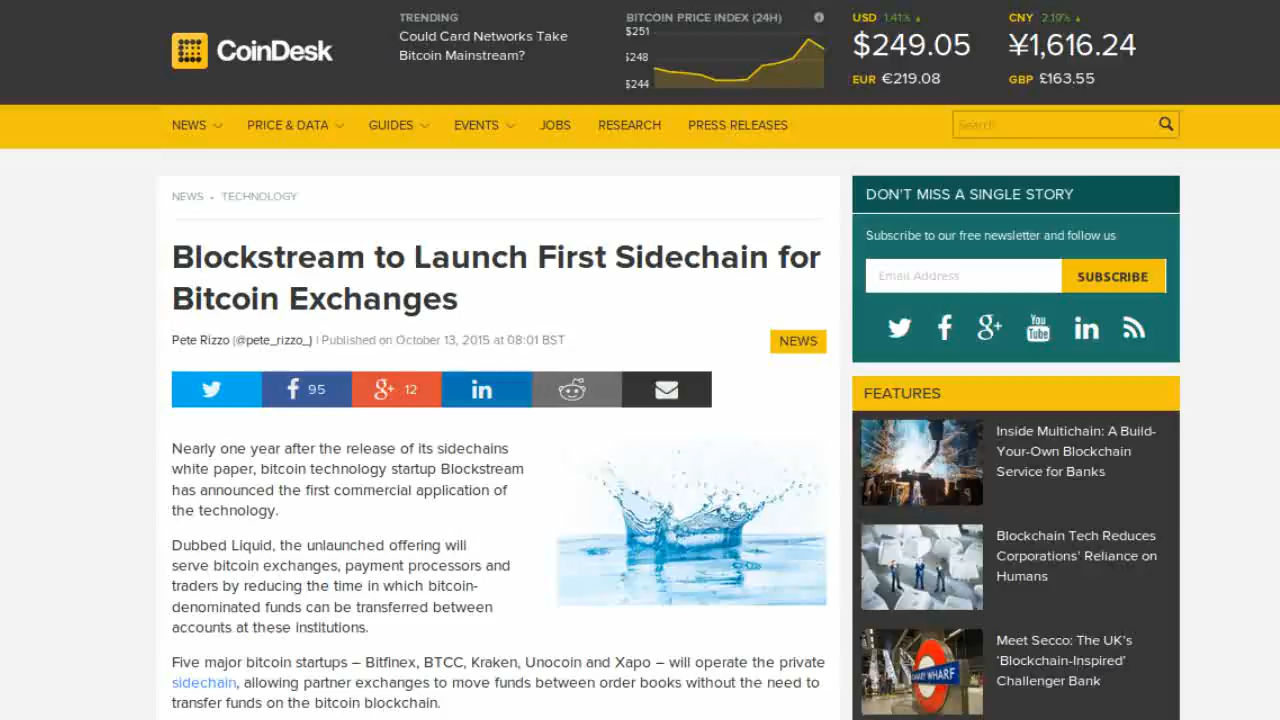 CoinDesk
TRENDING
Could Card Networks Take
Bitcoin Mainstream?
BITCOIN PRICE INDEX (24H)
$251
$248
$244
USD 1.41% ▲
$249.05
EUR €219.08
CNY 2.19% ▲
¥1,616.24
GBP £163.55
NEWS PRICE & DATA GUIDES EVENTS JOBS RESEARCH PRESS RELEASES
Search
NEWS • TECHNOLOGY
Blockstream to Launch First Sidechain for
Bitcoin Exchanges
Pete Rizzo (@pete_rizzo_) | Published on October 13, 2015 at 08:01 BST
NEWS
95
12
Nearly one year after the release of its sidechains
white paper, bitcoin technology startup Blockstream
has announced the first commercial application of
the technology.
Dubbed Liquid, the unlaunched offering will
serve bitcoin exchanges, payment processors and
traders by reducing the time in which bitcoin-
denominated funds can be transferred between
accounts at these institutions.
Five major bitcoin startups – Bitfinex, BTCC, Kraken, Unocoin and Xapo – will operate the private
sidechain, allowing partner exchanges to move funds between order books without the need to
transfer funds on the bitcoin blockchain.
DON'T MISS A SINGLE STORY
Subscribe to our free newsletter and follow us
Email Address
SUBSCRIBE
You
Tube
FEATURES
Inside Multichain: A Build-
Your-Own Blockchain
Service for Banks
Blockchain Tech Reduces
Corporations' Reliance on
Humans
Meet Secco: The UK's
'Blockchain-Inspired'
Challenger Bank
WHARF